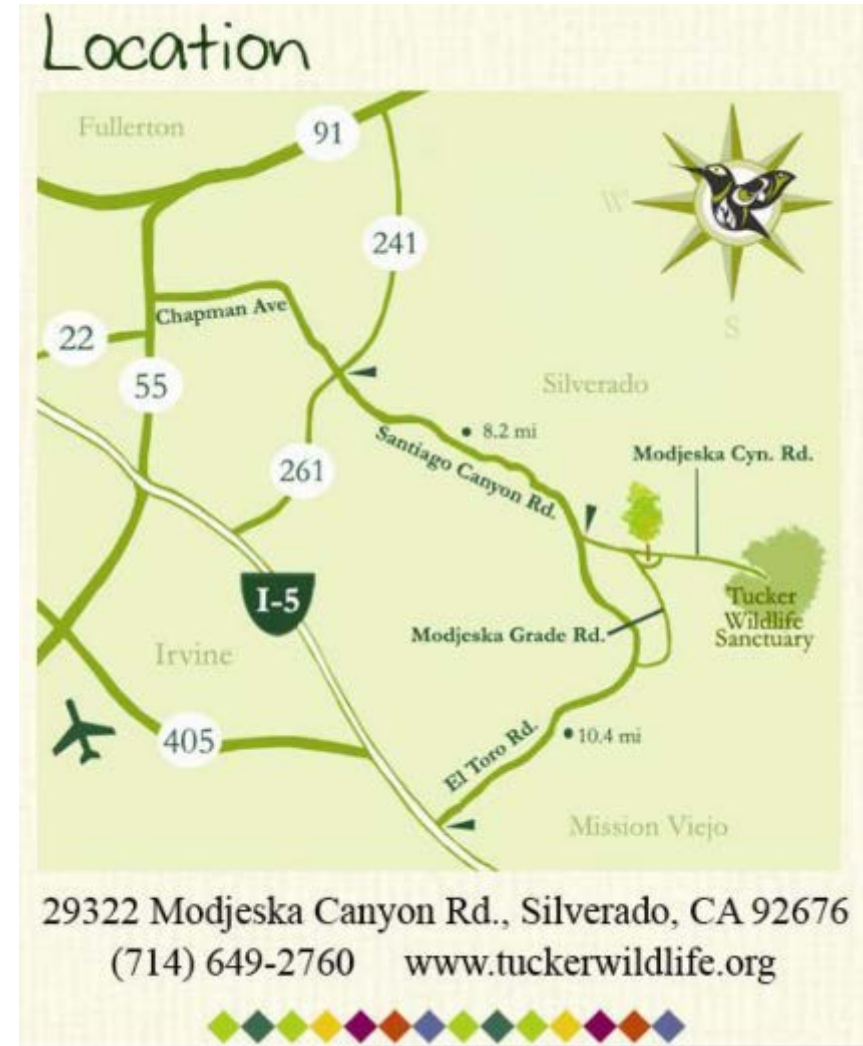 Location
Fullerton
91
241
W
S
Chapman Ave
22
55
Silverado
8.2 mi
Santiago Canyon Rd.
Modjeska Cyn. Rd.
261
I-5
Tucker
Wildlife
Sanctuary
Modjeska Grade Rd.
Irvine
405
El Toro Rd.
10.4 mi
Mission Viejo
29322 Modjeska Canyon Rd., Silverado, CA 92676
(714) 649-2760 www.tuckerwildlife.org